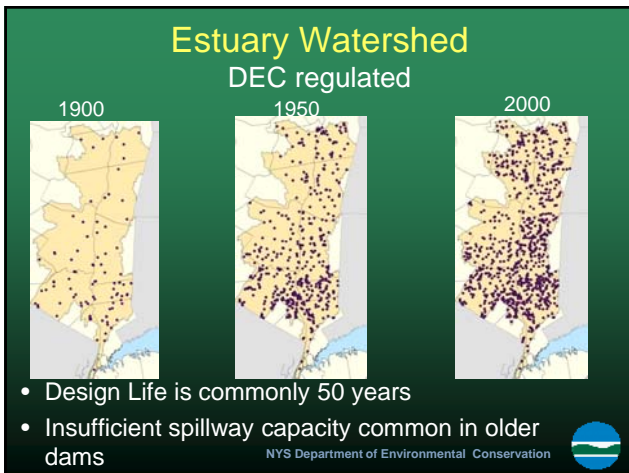 Estuary Watershed
DEC regulated
1900
1950
2000
• Design Life is commonly 50 years
• Insufficient spillway capacity common in older
dams
NYS Department of Environmental Conservation